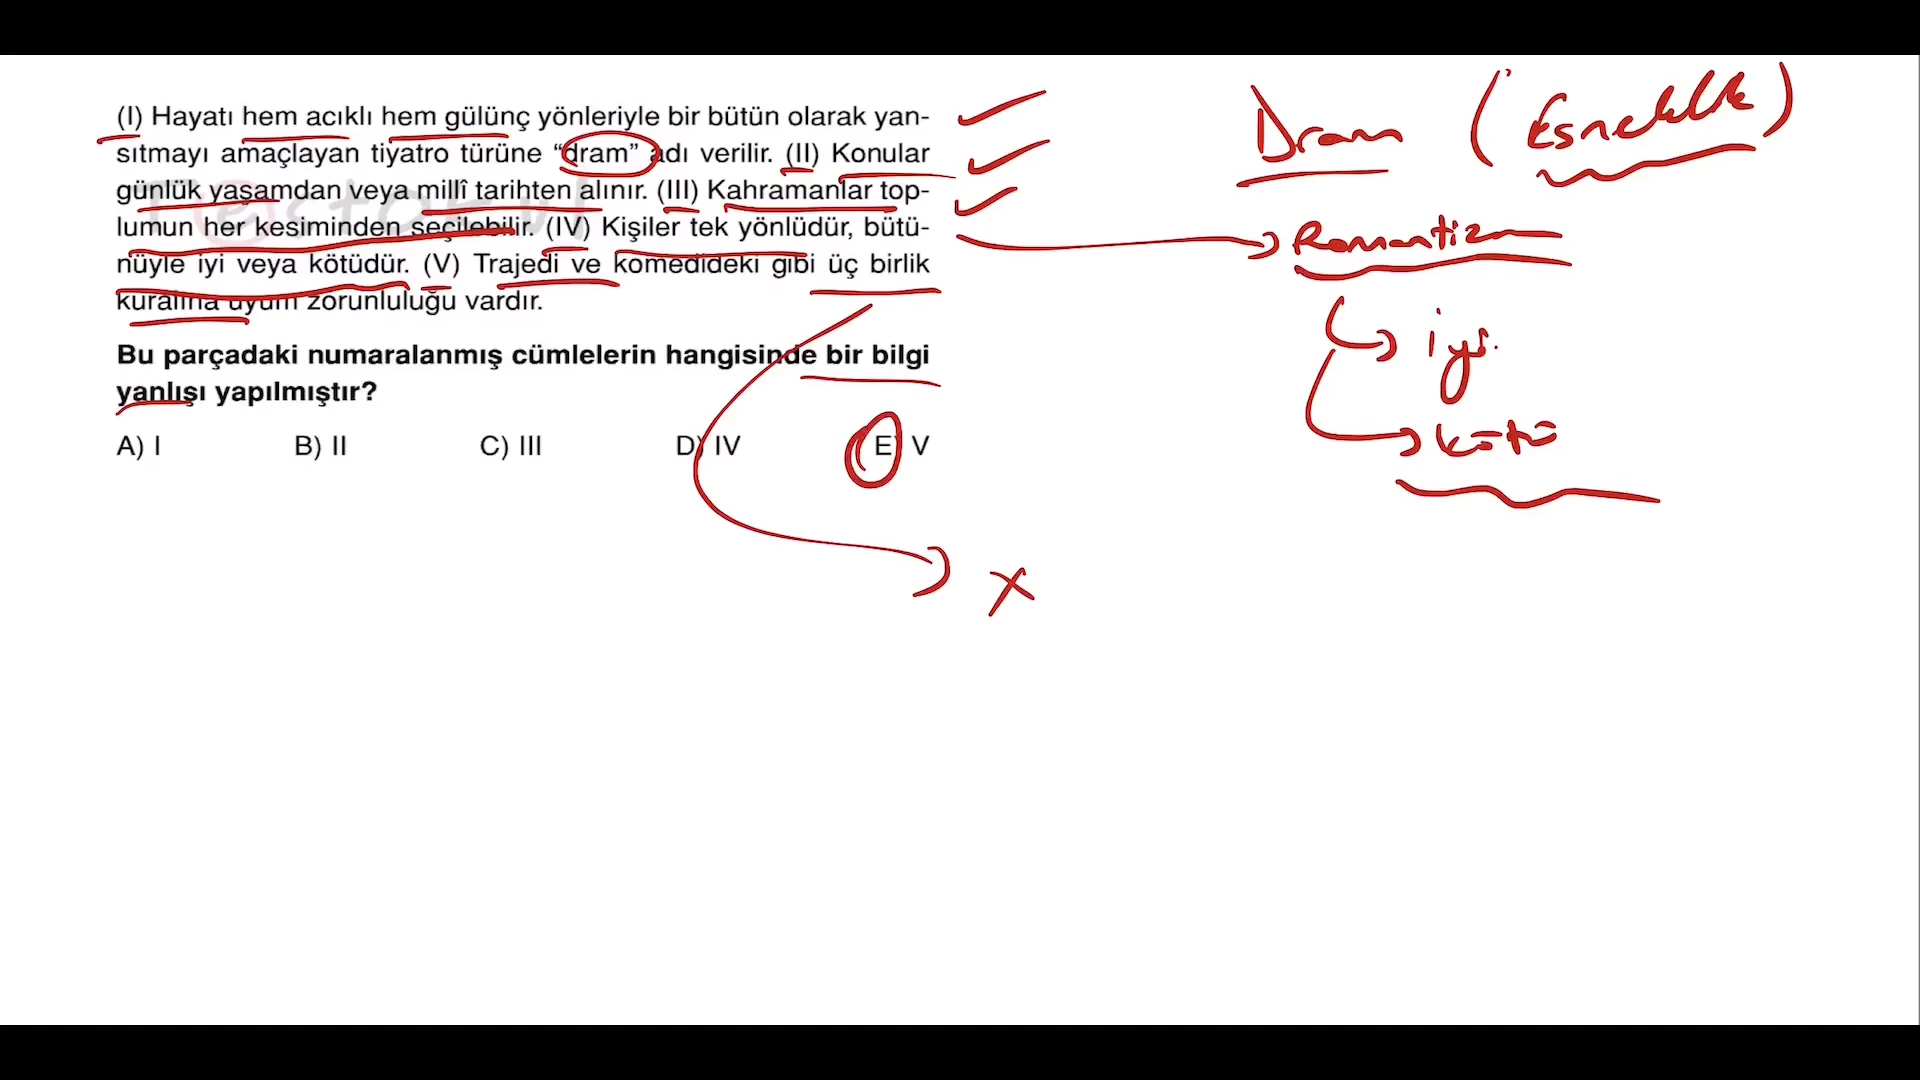 (I) Hayatı hem acıklı hem gülünç yönleriyle bir bütün olarak yan-
sıtmayı amaçlayan tiyatro türüne “dram” adı verilir. (II) Konular
günlük yaşamdan veya millî tarihten alınır. (III) Kahramanlar top-
lumun her kesiminden seçilebilir. (IV) Kişiler tek yönlüdür, bütü-
nüyle iyi veya kötüdür. (V) Trajedi ve komedideki gibi üç birlik
kuralına uyum zorunluluğu vardır.
Bu parçadaki numaralanmış cümlelerin hangisinde bir bilgi
yanlışı yapılmıştır?
A) I B) II C) III D) IV E) V
Dram (Esneklik)
Romantizm
iyi
kötü
x